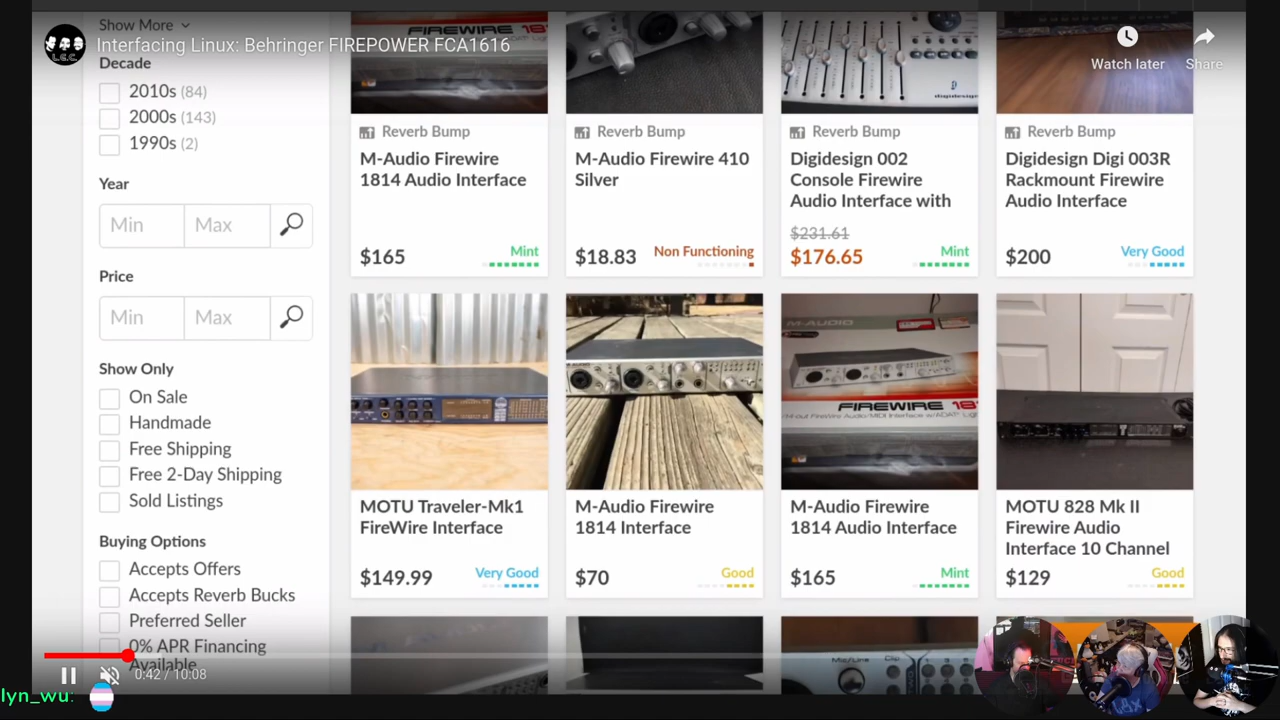 Show More
Interfacing Linux: Behringer FIREPOWER FCA1616
L.E.C
Watch later
Share
Decade
2010s (84)
2000s (143)
1990s (2)
Year
Min
Max
Price
Min
Max
Show Only
On Sale
Handmade
Free Shipping
Free 2-Day Shipping
Sold Listings
Buying Options
Accepts Offers
Accepts Reverb Bucks
Preferred Seller
0% APR Financing
Available
Reverb Bump
M-Audio Firewire
1814 Audio Interface
$165
Mint
Reverb Bump
M-Audio Firewire 410
Silver
$18.83
Non Functioning
Reverb Bump
Digidesign 002
Console Firewire
Audio Interface with
$231.61
$176.65
Mint
Reverb Bump
Digidesign Digi 003R
Rackmount Firewire
Audio Interface
$200
Very Good
MOTU Traveler-Mk1
FireWire Interface
$149.99
Very Good
M-Audio Firewire
1814 Interface
$70
Good
M-AUDIO
FIREWIRE 18
M-Audio Firewire
1814 Audio Interface
$165
Mint
MOTU 828 Mk II
Firewire Audio
Interface 10 Channel
$129
Good
Mic/Line
0:42 / 10:08
lyn_wu: